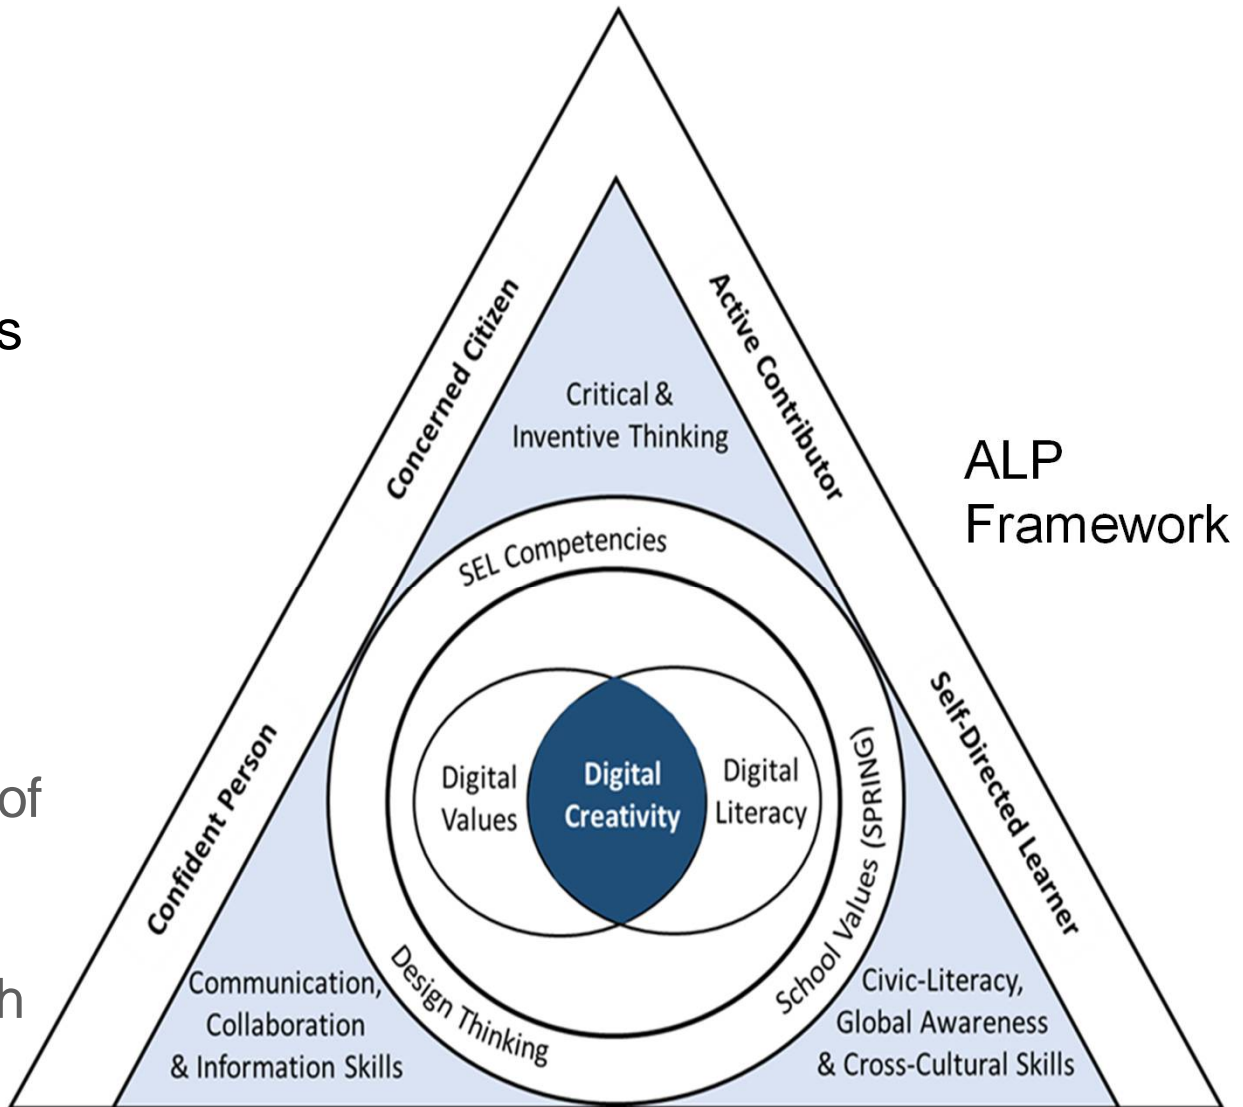 s
of
h
ALP
Framework
Concerned Citizen
Active Contributor
Confident Person
Self-Directed Learner
Critical &
Inventive Thinking
SEL Competencies
Digital
Values
Digital
Creativity
Digital
Literacy
Design Thinking
School Values (SPRING)
Communication,
Collaboration
& Information Skills
Civic-Literacy,
Global Awareness
& Cross-Cultural Skills